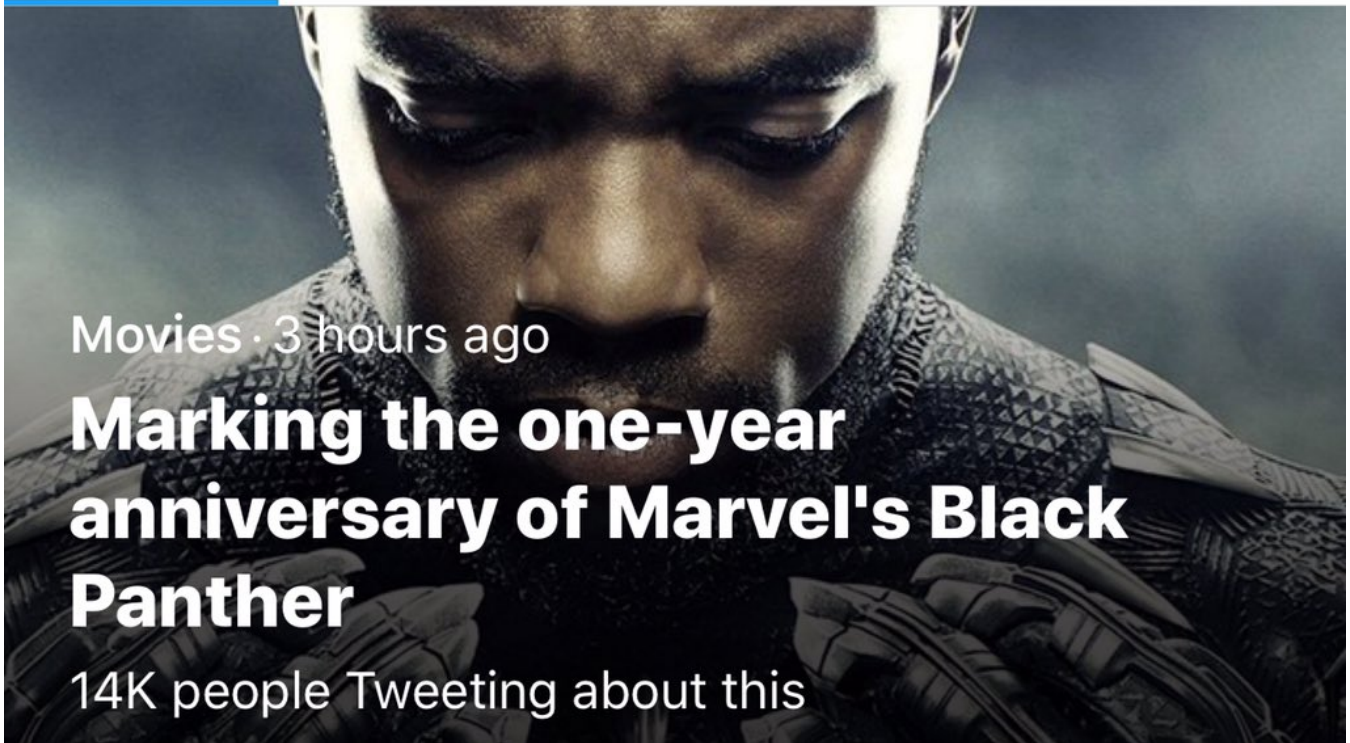 Movies · 3 hours ago
Marking the one-year
anniversary of Marvel's Black
Panther
14K people Tweeting about this